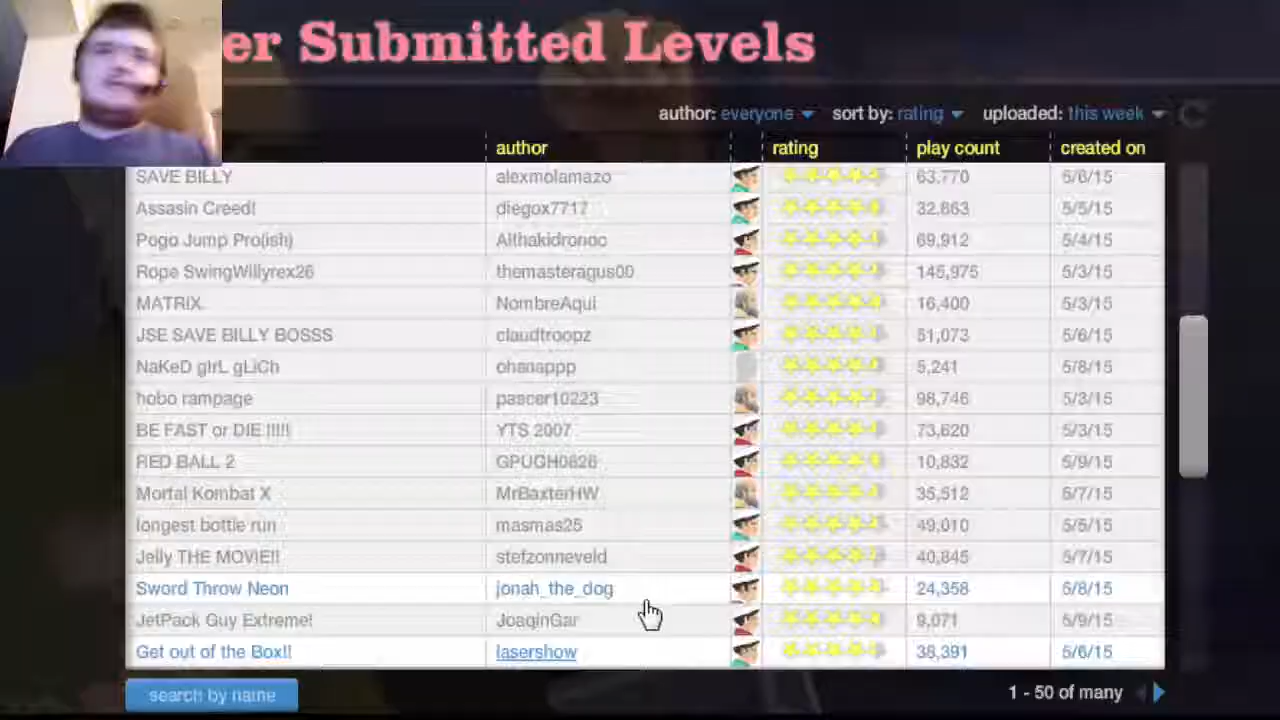 er Submitted Levels
author: everyone sort by: rating uploaded: this week
author rating play count created on
SAVE BILLY alexmolamazo 63,770 5/6/15
Assasin Creed! diegox7717 32,663 5/5/15
Pogo Jump Pro(ish) Althakidronoc 69,912 5/4/15
Rope SwingWillyrex26 themasteragus00 145,975 5/3/15
MATRIX NombreAqui 16,400 5/3/15
JSE SAVE BILLY BOSSS claudtroopz 51,073 5/6/15
NaKeD gIrL gLiCh ohanappp 5,241 5/8/15
hobo rampage pascer10223 98,746 5/3/15
BE FAST or DIE !!!!! YTS 2007 73,620 5/3/15
RED BALL 2 GPUGH0626 10,832 5/9/15
Mortal Kombat X MrBaxterHW 35,512 5/7/15
longest bottle run masmas25 49,010 5/5/15
Jelly THE MOVIE!! stefzonneveld 40,845 5/7/15
Sword Throw Neon jonah_the_dog 24,358 5/8/15
JetPack Guy Extreme! JoaqinGar 9,071 5/9/15
Get out of the Box!! lasershow 38,391 5/6/15
search by name 1 - 50 of many